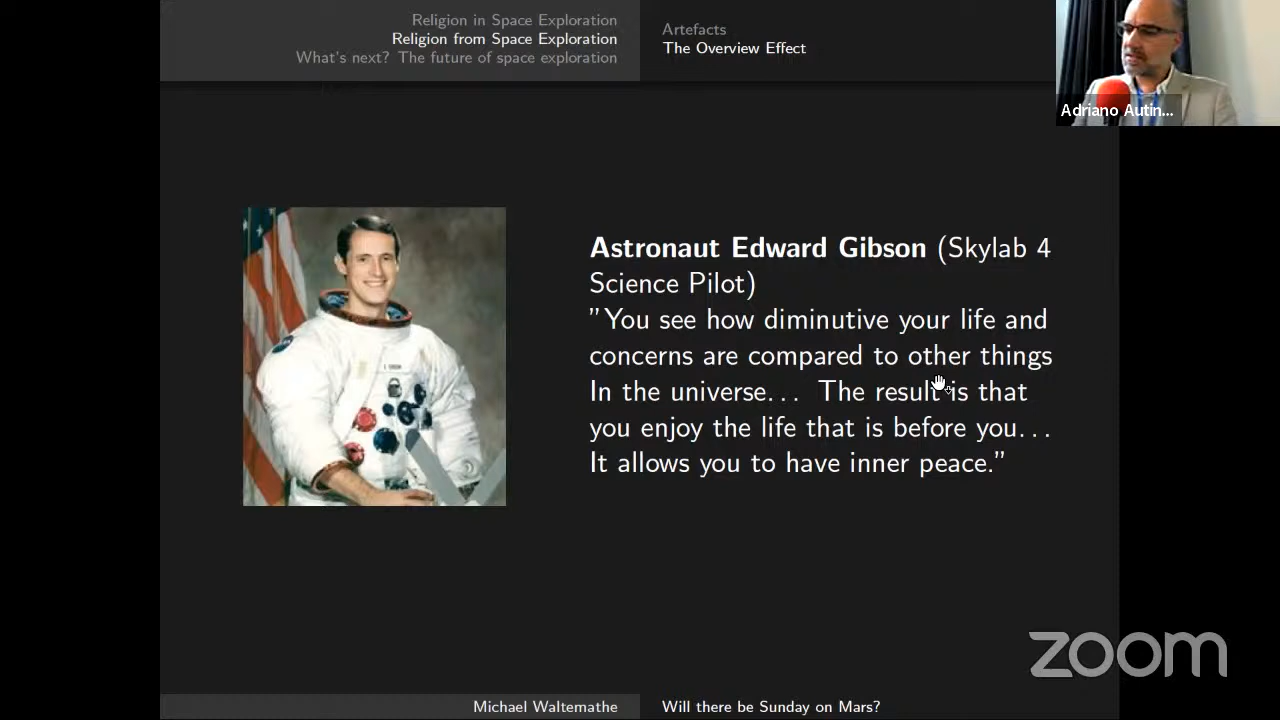 Religion in Space Exploration
Religion from Space Exploration
What's next? The future of space exploration
Artefacts
The Overview Effect
Adriano Autin...
Astronaut Edward Gibson (Skylab 4
Science Pilot)
"You see how diminutive your life and
concerns are compared to other things
In the universe... The result is that
you enjoy the life that is before you...
It allows you to have inner peace."
zoom
Michael Waltemathe
Will there be Sunday on Mars?